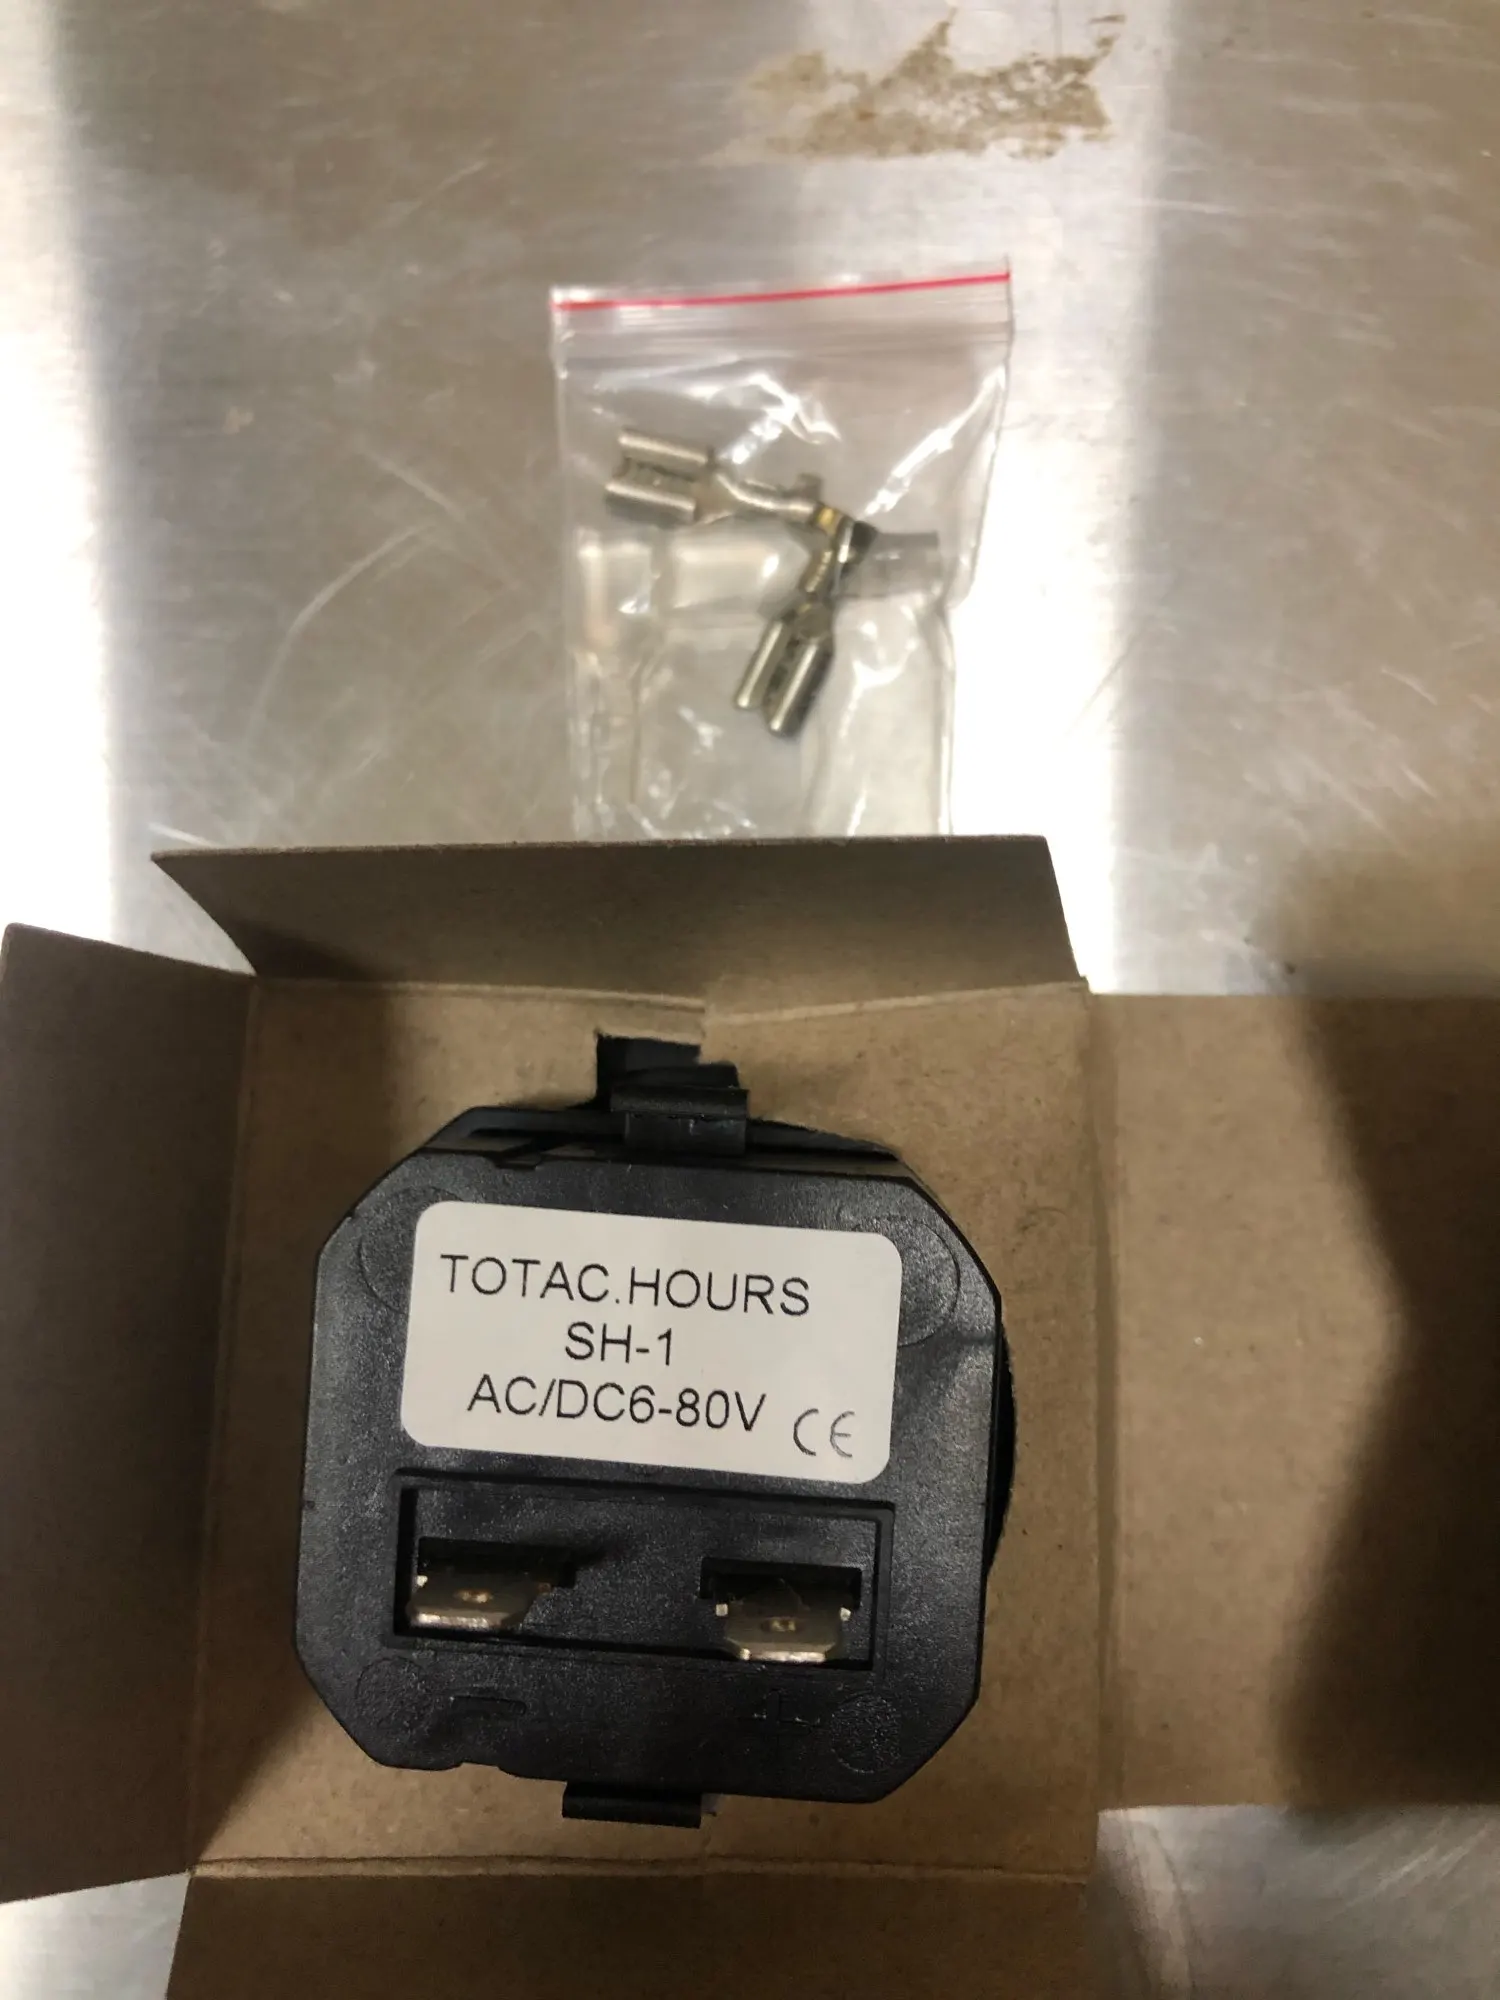 TOTAC.HOURS
SH-1
AC/DC6-80V CE
- +